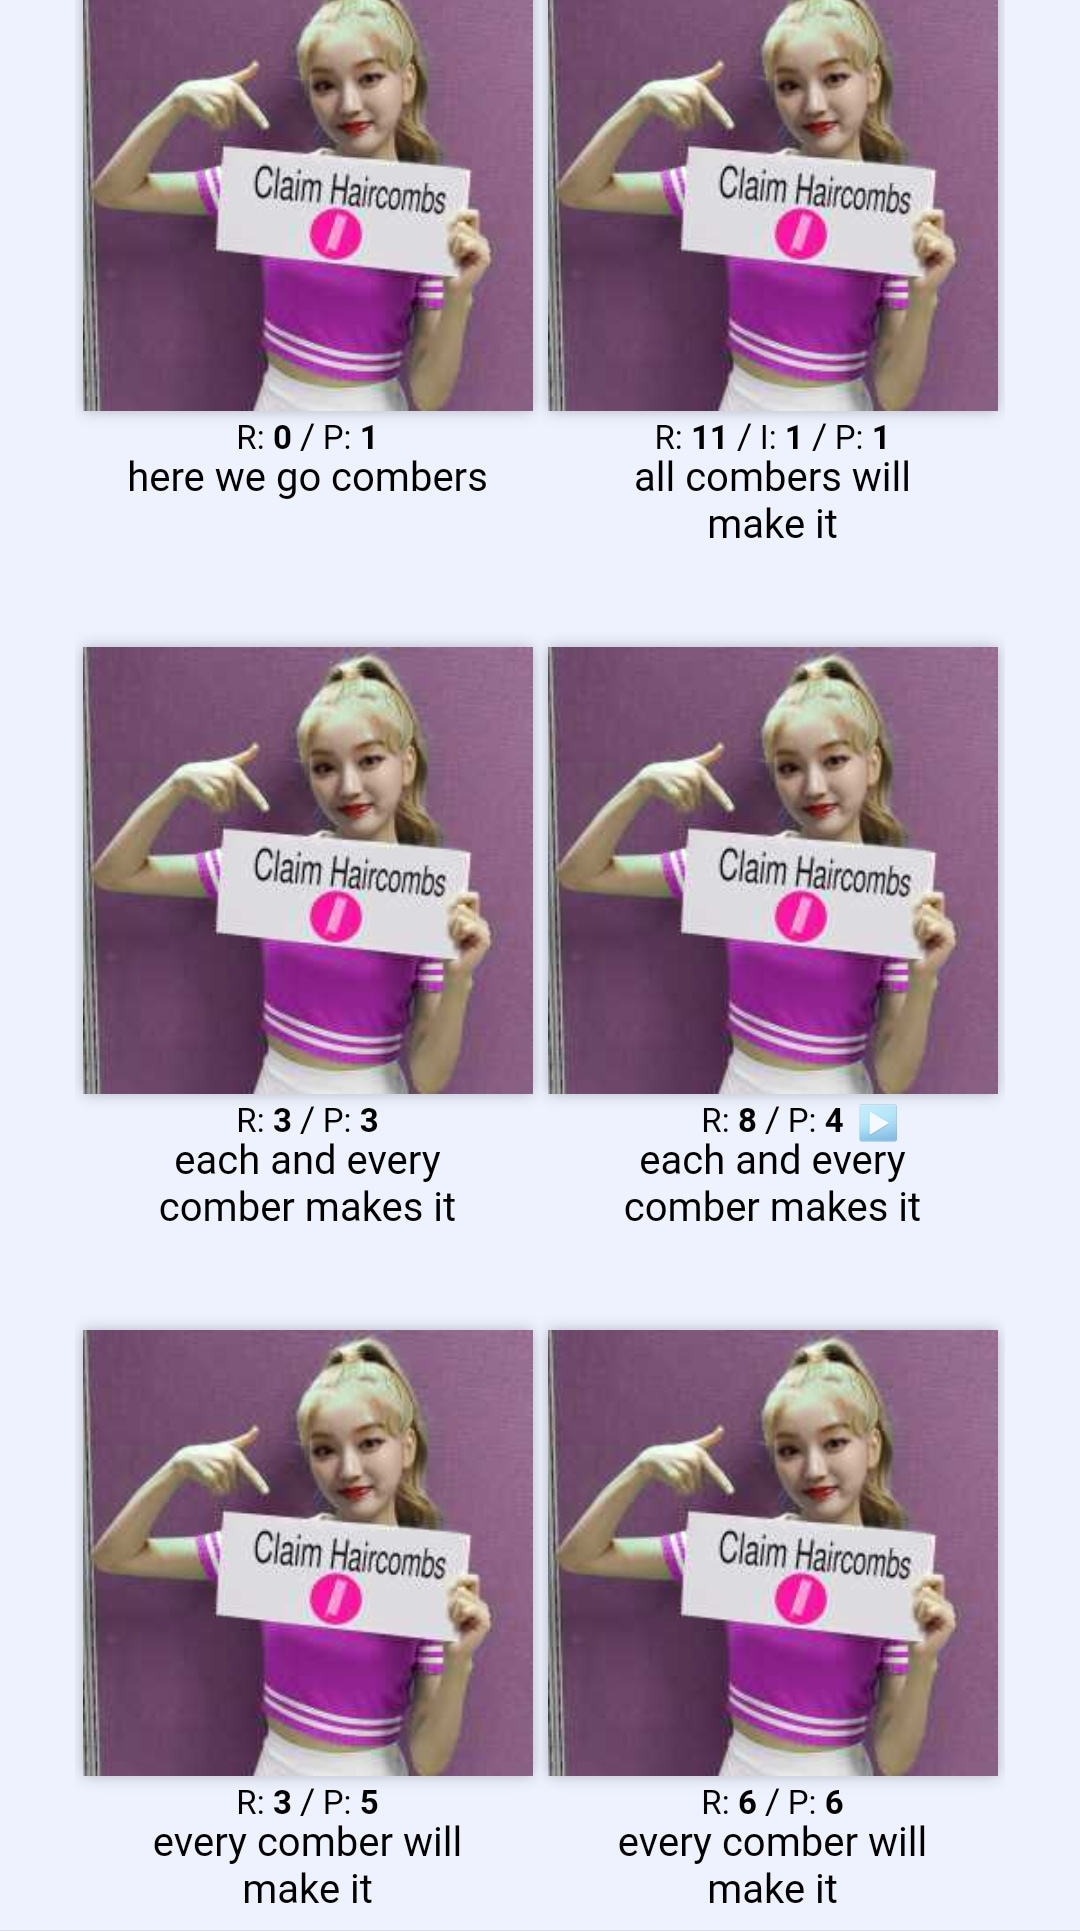 Claim Haircombs
Claim Haircombs
R: 0 / P: 1
here we go combers
R: 11 / I: 1 / P: 1
all combers will
make it
Claim Haircombs
Claim Haircombs
R: 3 / P: 3
each and every
comber makes it
R: 8 / P: 4
each and every
comber makes it
Claim Haircombs
Claim Haircombs
R: 3 / P: 5
every comber will
make it
R: 6 / P: 6
every comber will
make it